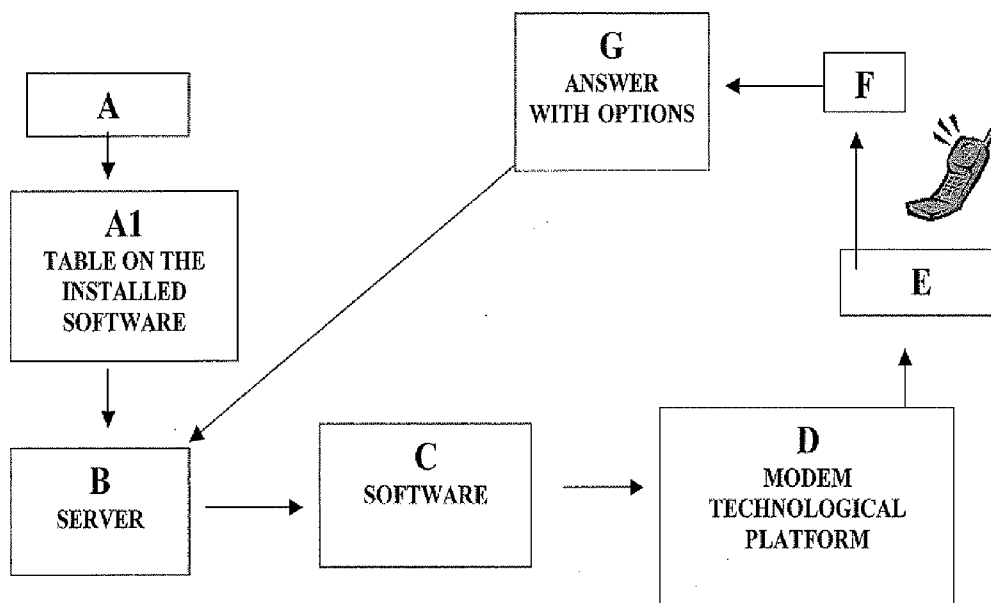 A
A1
TABLE ON THE
INSTALLED
SOFTWARE
B
SERVER
C
SOFTWARE
D
MODEM
TECHNOLOGICAL
PLATFORM
E
F
G
ANSWER
WITH OPTIONS